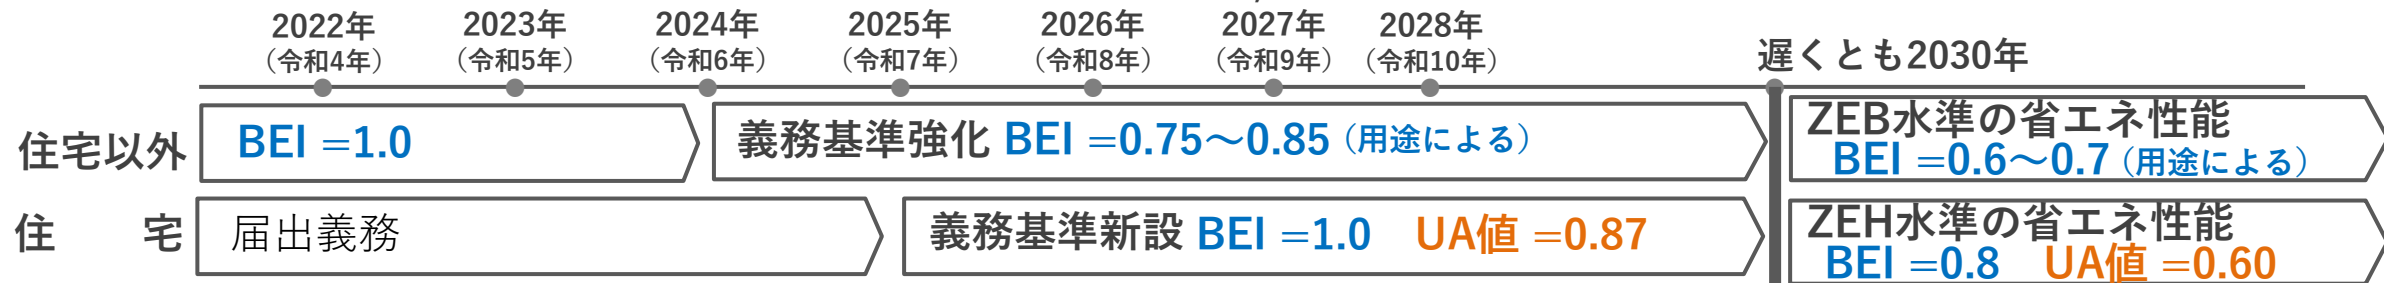 2022年 2023年 2024年 2025年 2026年 2027年 2028年
（令和4年） （令和5年） （令和6年） （令和7年） （令和8年） （令和9年） （令和10年）
遅くとも2030年
住宅以外 BEI =1.0 義務基準強化 BEI =0.75～0.85（用途による）
ZEB水準の省エネ性能
BEI =0.6～0.7（用途による）
住　宅 届出義務 義務基準新設 BEI =1.0 UA値 =0.87
ZEH水準の省エネ性能
BEI =0.8 UA値 =0.60